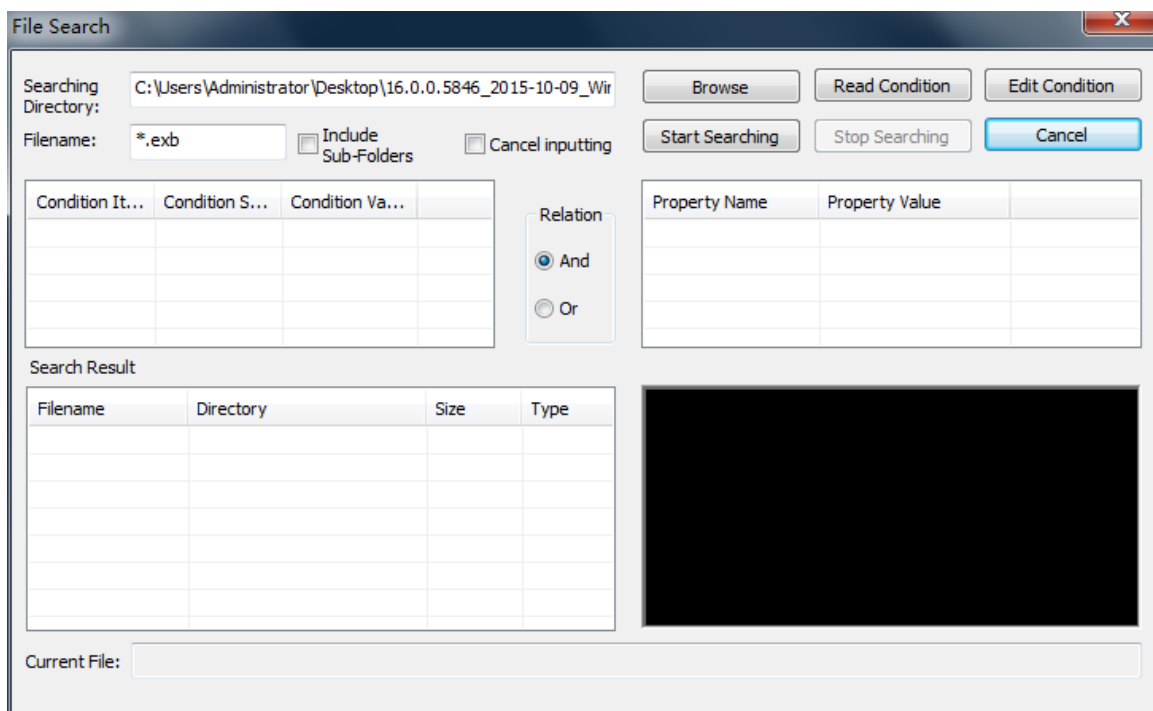 File Search
x
Searching
Directory:
C:\Users\Administrator\Desktop\16.0.0.5846_2015-10-09_Wir
Browse
Read Condition
Edit Condition
Filename:
*.exb
Include
Sub-Folders
Cancel inputting
Start Searching
Stop Searching
Cancel
Condition It... Condition S... Condition Va...
Relation
And
Or
Property Name Property Value
Search Result
Filename Directory Size Type
Current File: